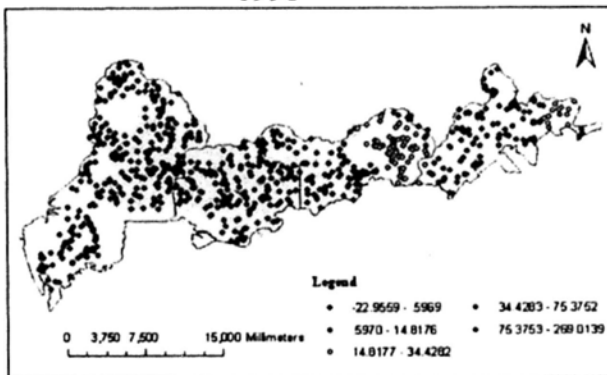 N
Legend
-22.9559 - .5969
34.4283 - 75.3752
.5970 - 14.8176
75.3753 - 269.0139
14.8177 - 34.4282
0 3,750 7,500 15,000 Millimeters